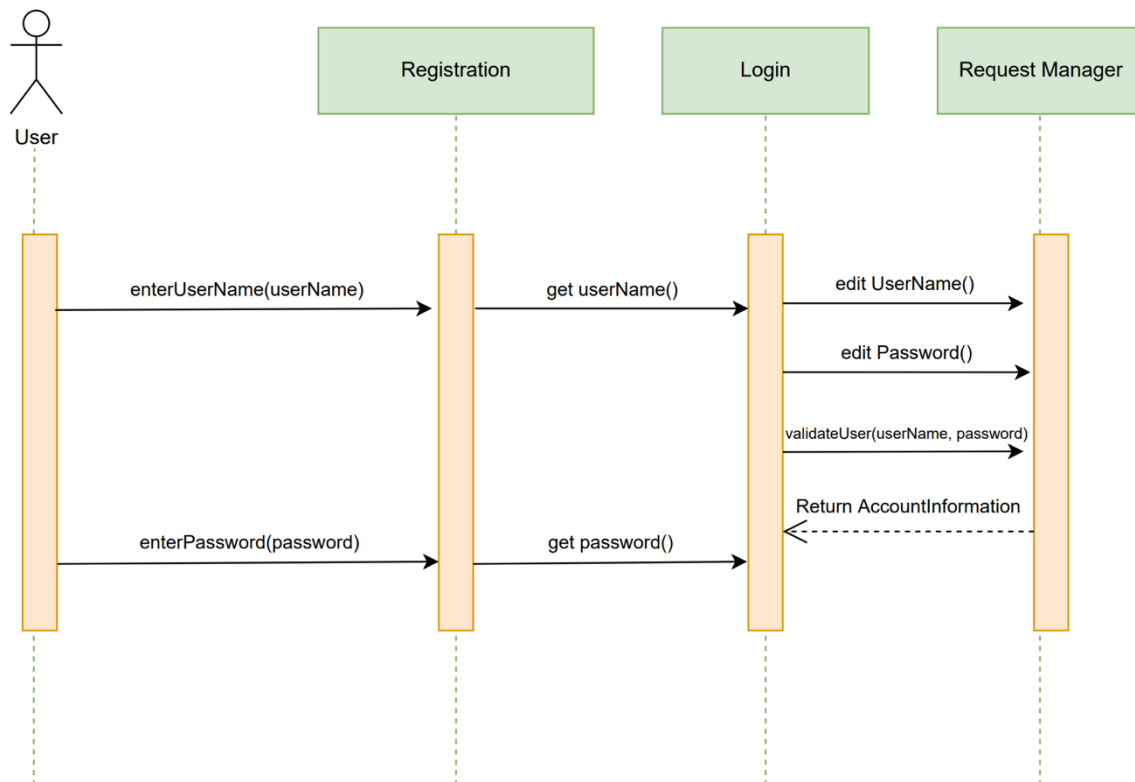 Registration
Login
Request Manager
User
enterUserName(userName)
get userName()
edit UserName()
edit Password()
validateUser(userName, password)
Return AccountInformation
enterPassword(password)
get password()